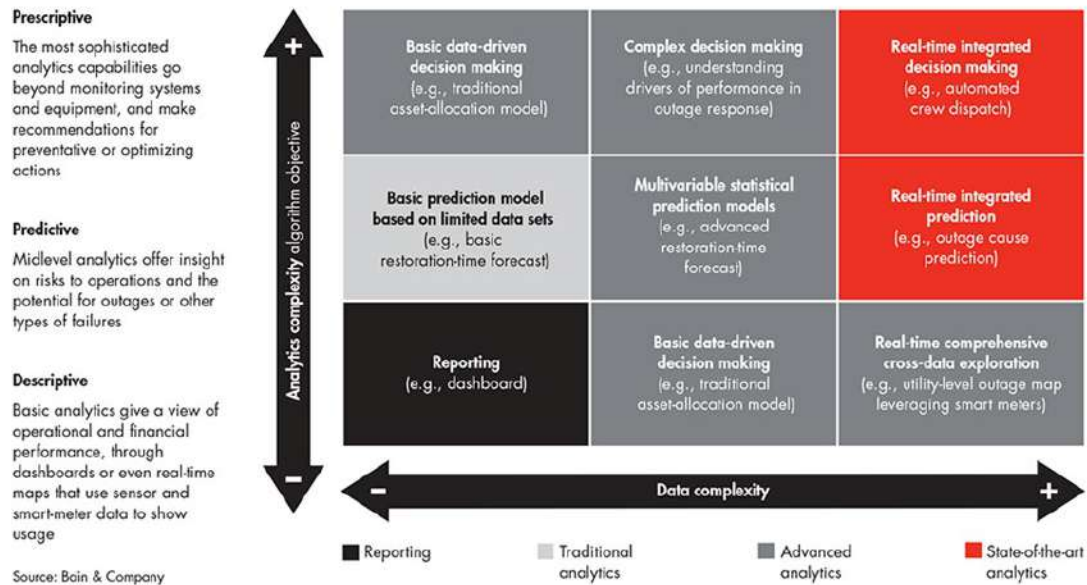 Prescriptive
The most sophisticated
analytics capabilities go
beyond monitoring systems
and equipment, and make
recommendations for
preventative or optimizing
actions
Predictive
Midlevel analytics offer insight
on risks to operations and the
potential for outages or other
types of failures
Descriptive
Basic analytics give a view of
operational and financial
performance, through
dashboards or even real-time
maps that use sensor and
smart-meter data to show
usage
Source: Bain & Company
+
Analytics complexity algorithm objective
–
Basic data-driven
decision making
(e.g., traditional
asset-allocation model)
Complex decision making
(e.g., understanding
drivers of performance in
outage response)
Real-time integrated
decision making
(e.g., automated
crew dispatch)
Basic prediction model
based on limited data sets
(e.g., basic
restoration-time forecast)
Multivariable statistical
prediction models
(e.g., advanced
restoration-time
forecast)
Real-time integrated
prediction
(e.g., outage cause
prediction)
Reporting
(e.g., dashboard)
Basic data-driven
decision making
(e.g., traditional
asset-allocation model)
Real-time comprehensive
cross-data exploration
(e.g., utility-level outage map
leveraging smart meters)
– Data complexity +
Reporting
Traditional
analytics
Advanced
analytics
State-of-the-art
analytics